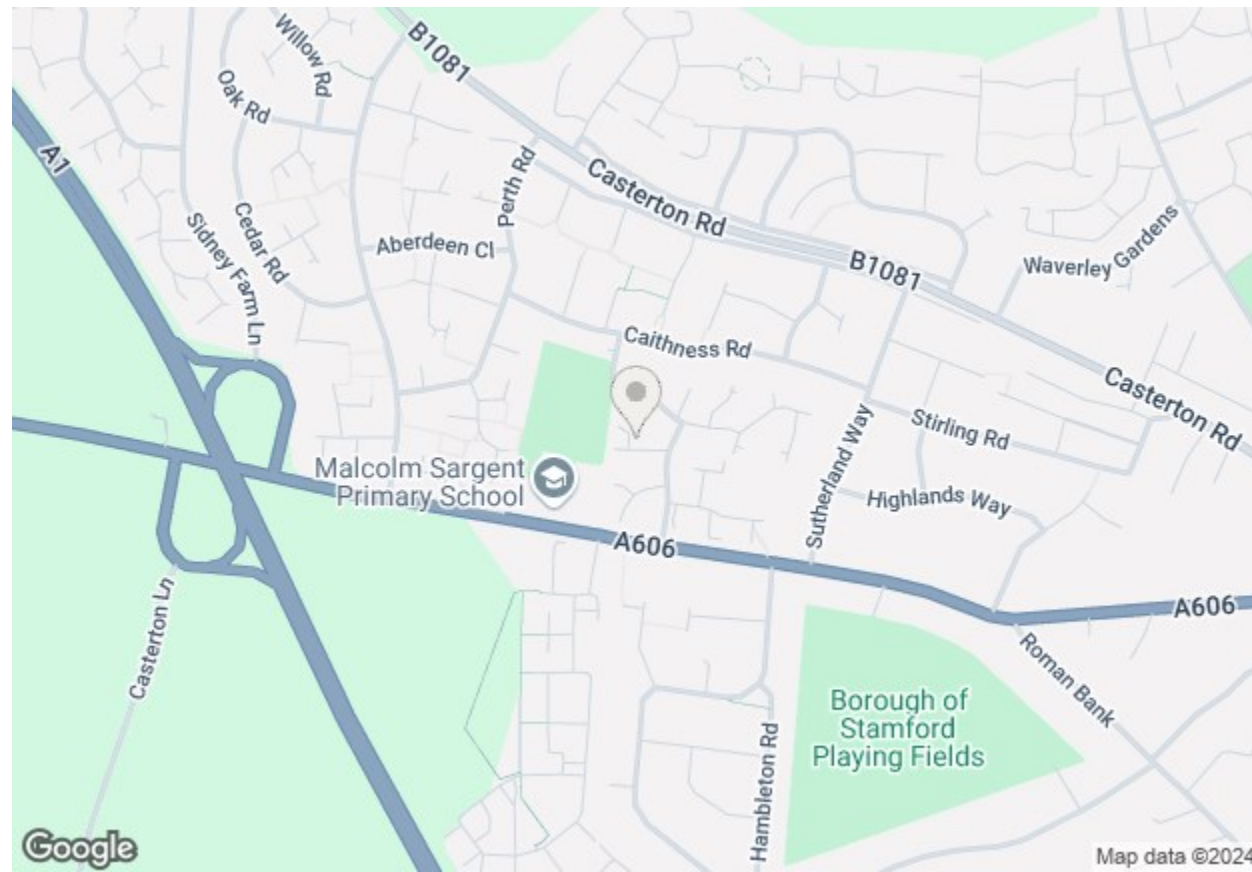 Willow Rd
B1081
Oak Rd
A1
Perth Rd
Casterton Rd
Cedar Rd
Sidney Farm Ln
Aberdeen Cl
B1081
Waverley Gardens
Caithness Rd
Casterton Rd
Stirling Rd
Sutherland Way
Malcolm Sargent
Primary School
Highlands Way
A606
A606
Casterton Ln
Roman Bank
Borough of
Stamford
Playing Fields
Hambleton Rd
Google
Map data ©2024